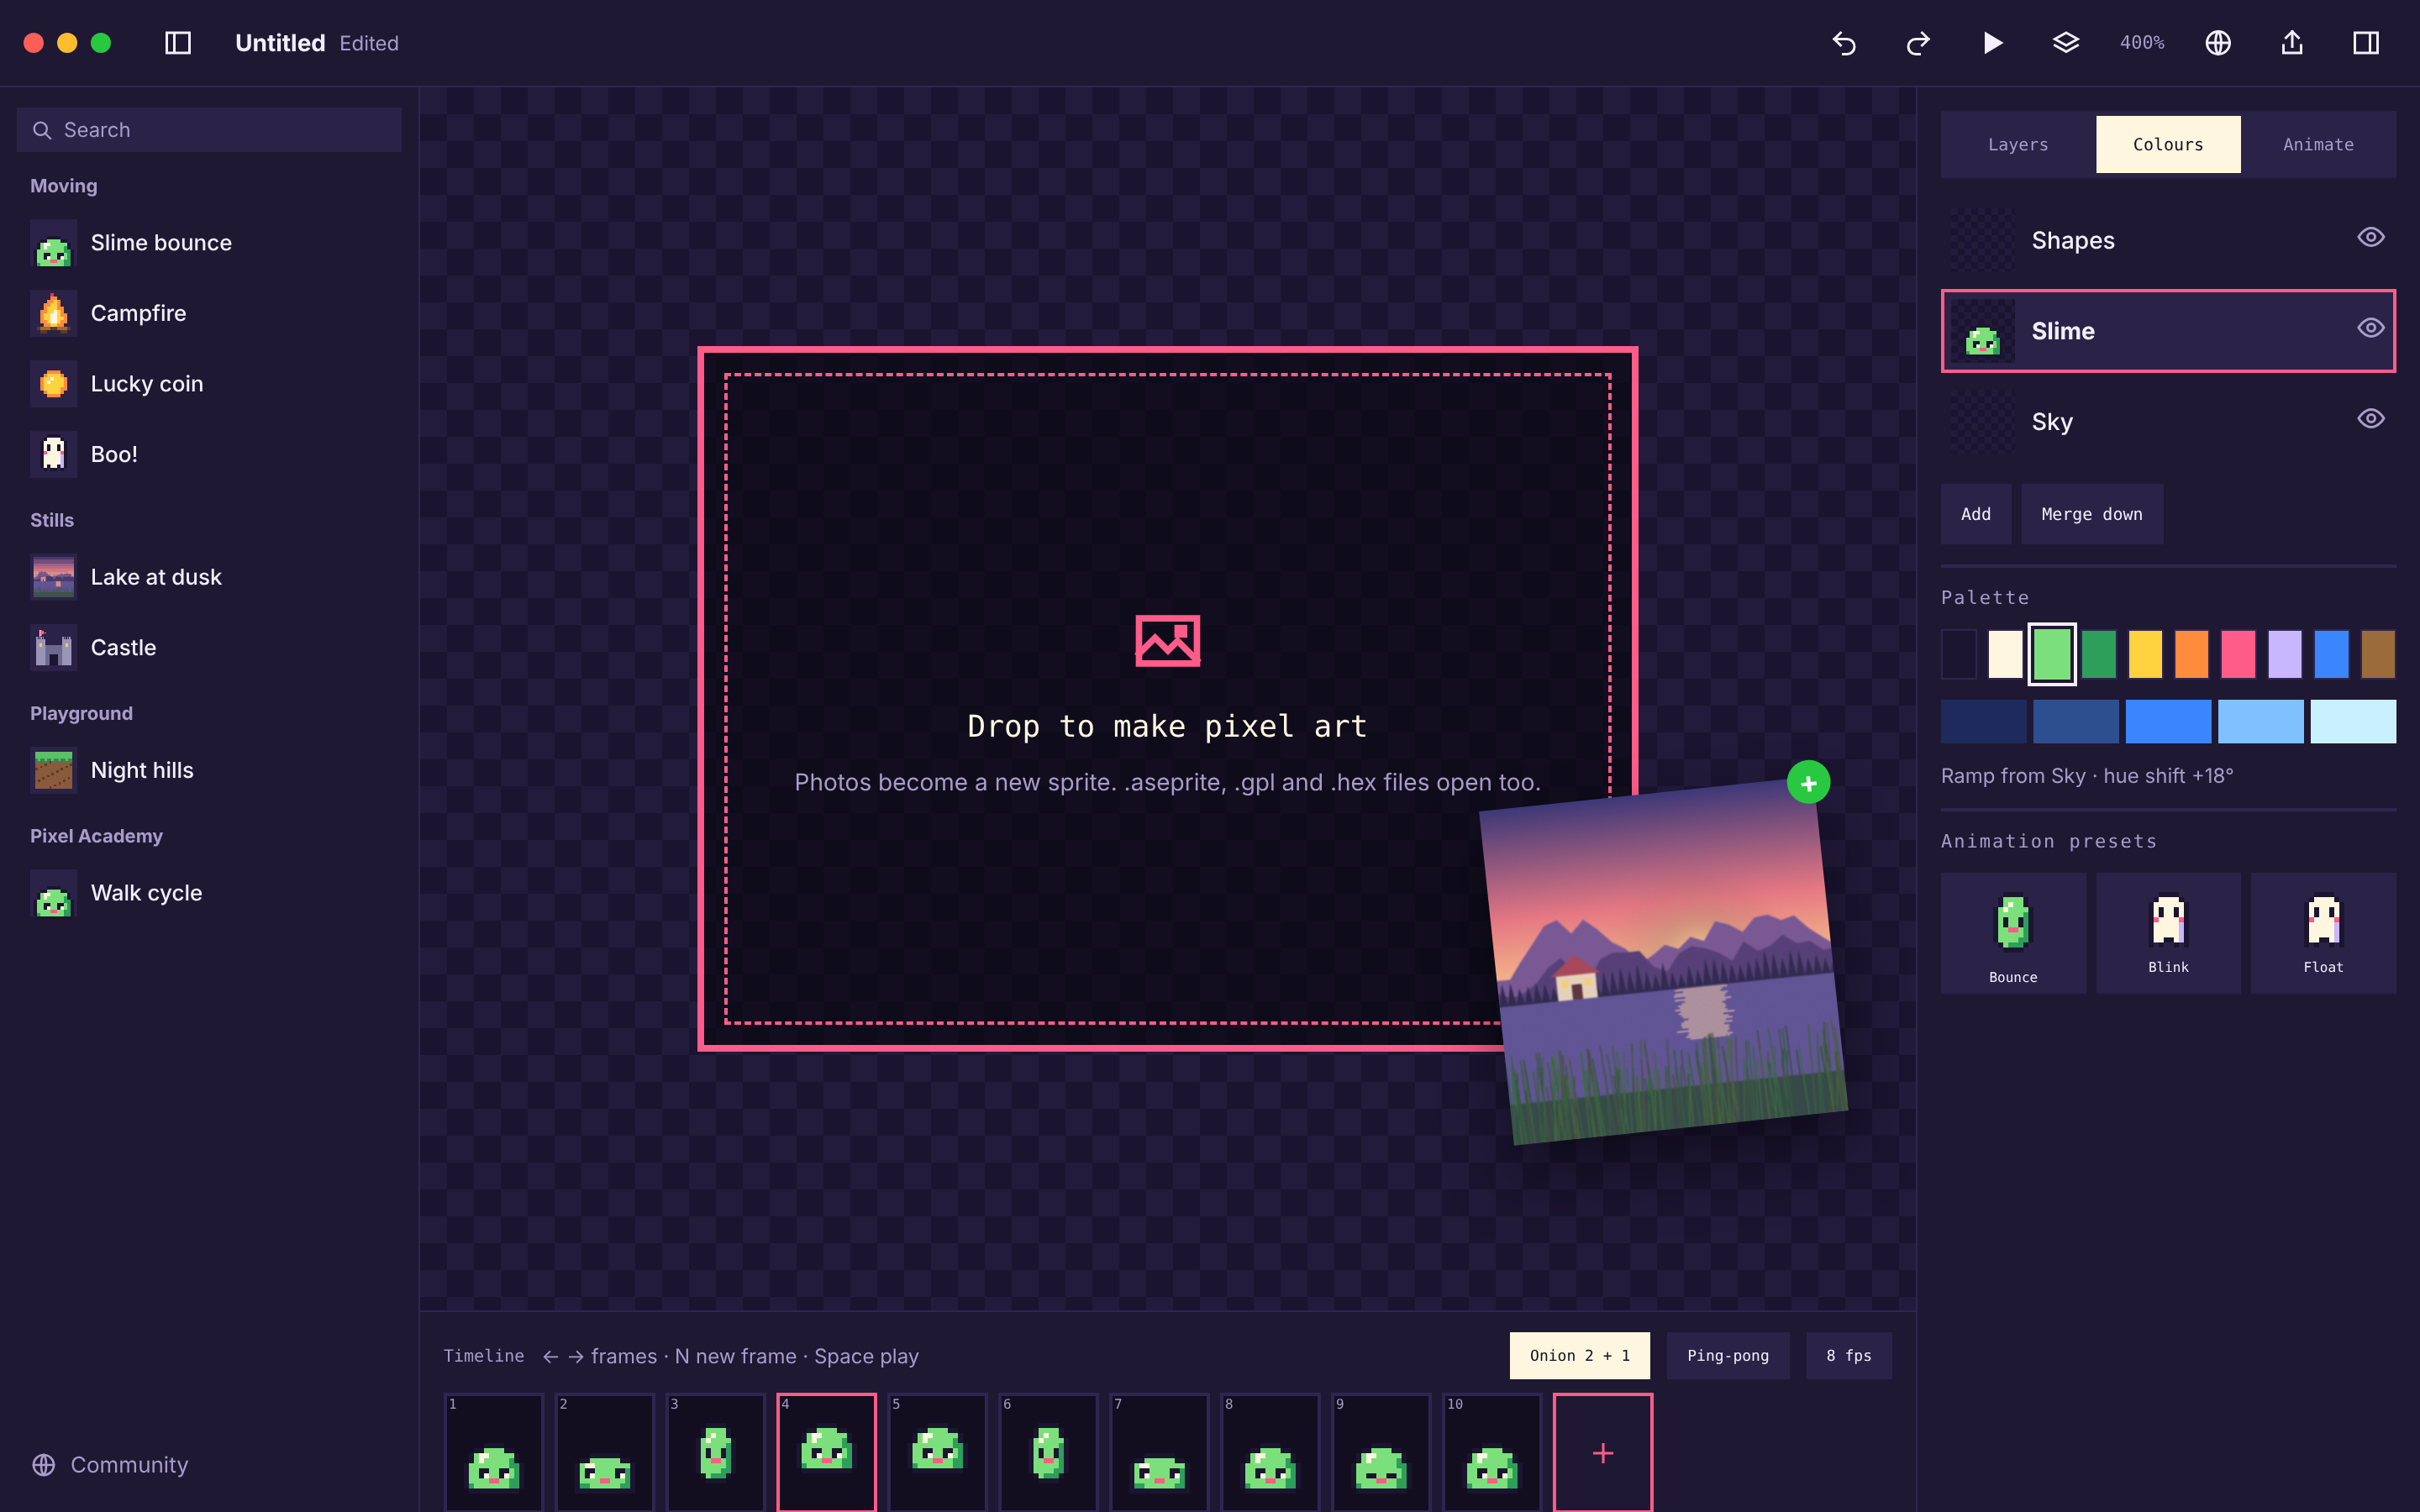 Untitled Edited
400%
Search
Moving
Slime bounce
Campfire
Lucky coin
Boo!
Stills
Lake at dusk
Castle
Playground
Night hills
Pixel Academy
Walk cycle
Community
Drop to make pixel art
Photos become a new sprite. .aseprite, .gpl and .hex files open too.
Timeline ← → frames · N new frame · Space play
Onion 2 + 1 Ping-pong 8 fps
1 2 3 4 5 6 7 8 9 10
Layers Colours Animate
Shapes
Slime
Sky
Add Merge down
Palette
Ramp from Sky · hue shift +18°
Animation presets
Bounce Blink Float